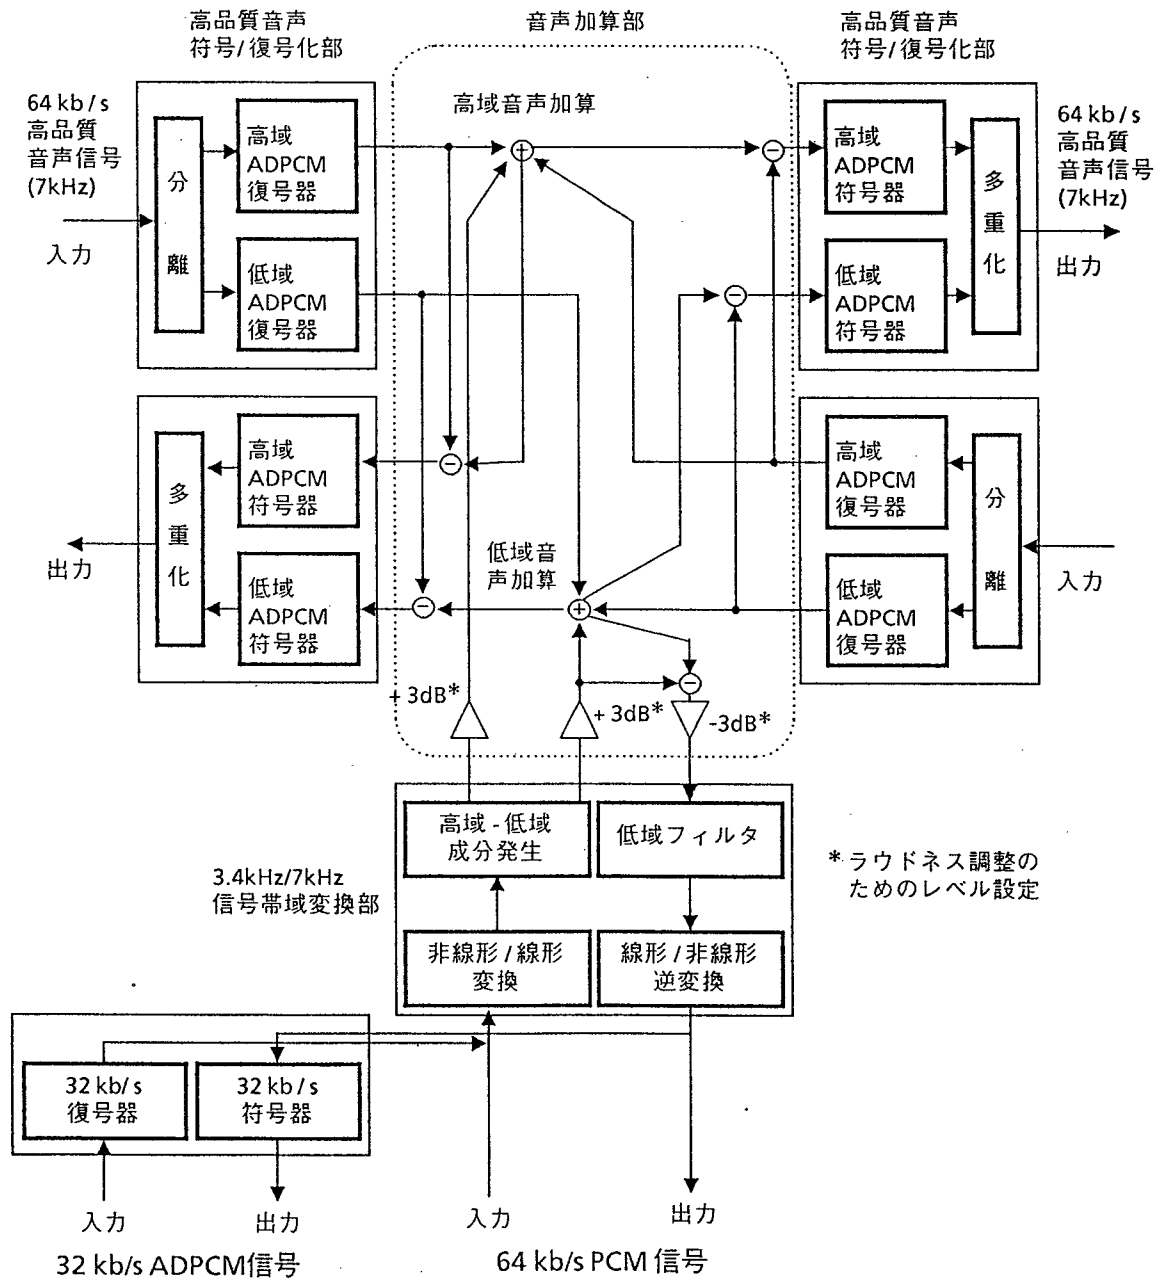 高品質音声
符号/復号化部
音声加算部
高品質音声
符号/復号化部
64 kb/s
高品質
音声信号
(7kHz)
入力
分離
高域
ADPCM
復号器
低域
ADPCM
復号器
高域音声加算
+
−
−
高域
ADPCM
符号器
低域
ADPCM
符号器
多重化
64 kb/s
高品質
音声信号
(7kHz)
出力
出力
多重化
高域
ADPCM
符号器
低域
ADPCM
符号器
−
−
低域音
声加算
+
−
高域
ADPCM
復号器
低域
ADPCM
復号器
分離
入力
+ 3dB*
+ 3dB*
-3dB*
高域 - 低域
成分発生
低域フィルタ
3.4kHz/7kHz
信号帯域変換部
非線形/線形
変換
線形/非線形
逆変換
* ラウドネス調整の
ためのレベル設定
32 kb/s
復号器
32 kb/s
符号器
入力
出力
入力
出力
32 kb/s ADPCM信号
64 kb/s PCM 信号